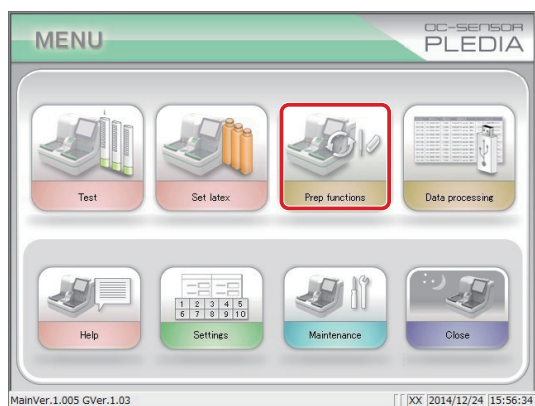 MENU
OC-SENSOR
PLEDIA
Test
Set latex
Prep functions
Data processing
1 2 3 4 5
6 7 8 9 10
Help
Settings
Maintenance
Close
MainVer.1.005 GVer.1.03
XX 2014/12/24 15:56:34